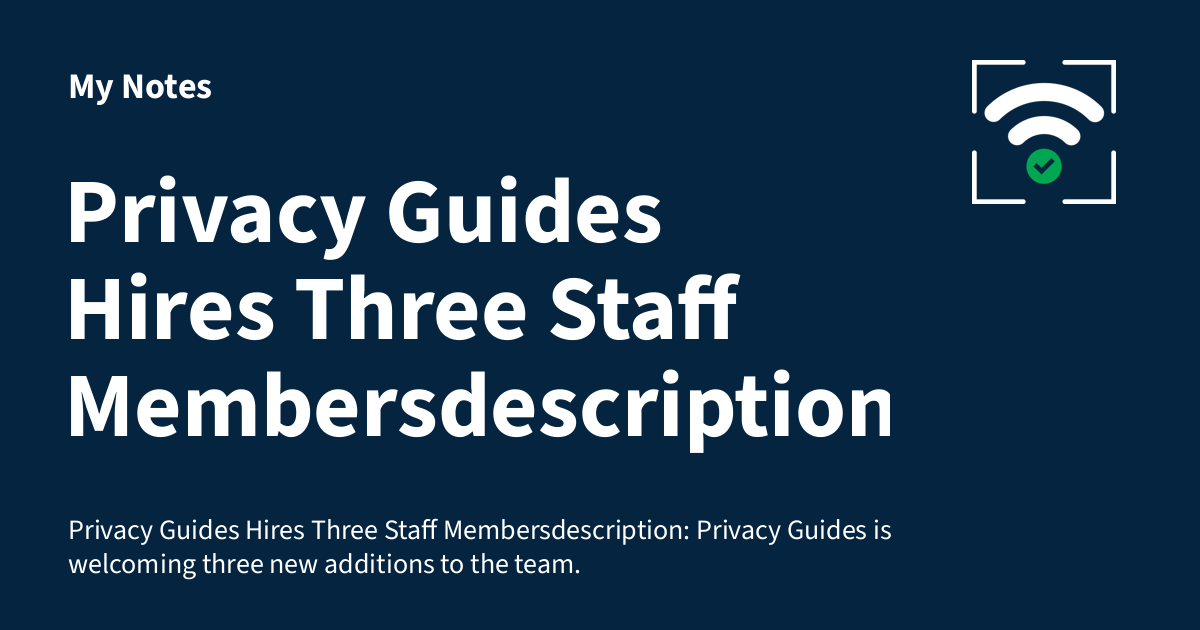 My Notes
Privacy Guides
Hires Three Staff
Membersdescription
Privacy Guides Hires Three Staff Membersdescription: Privacy Guides is
welcoming three new additions to the team.